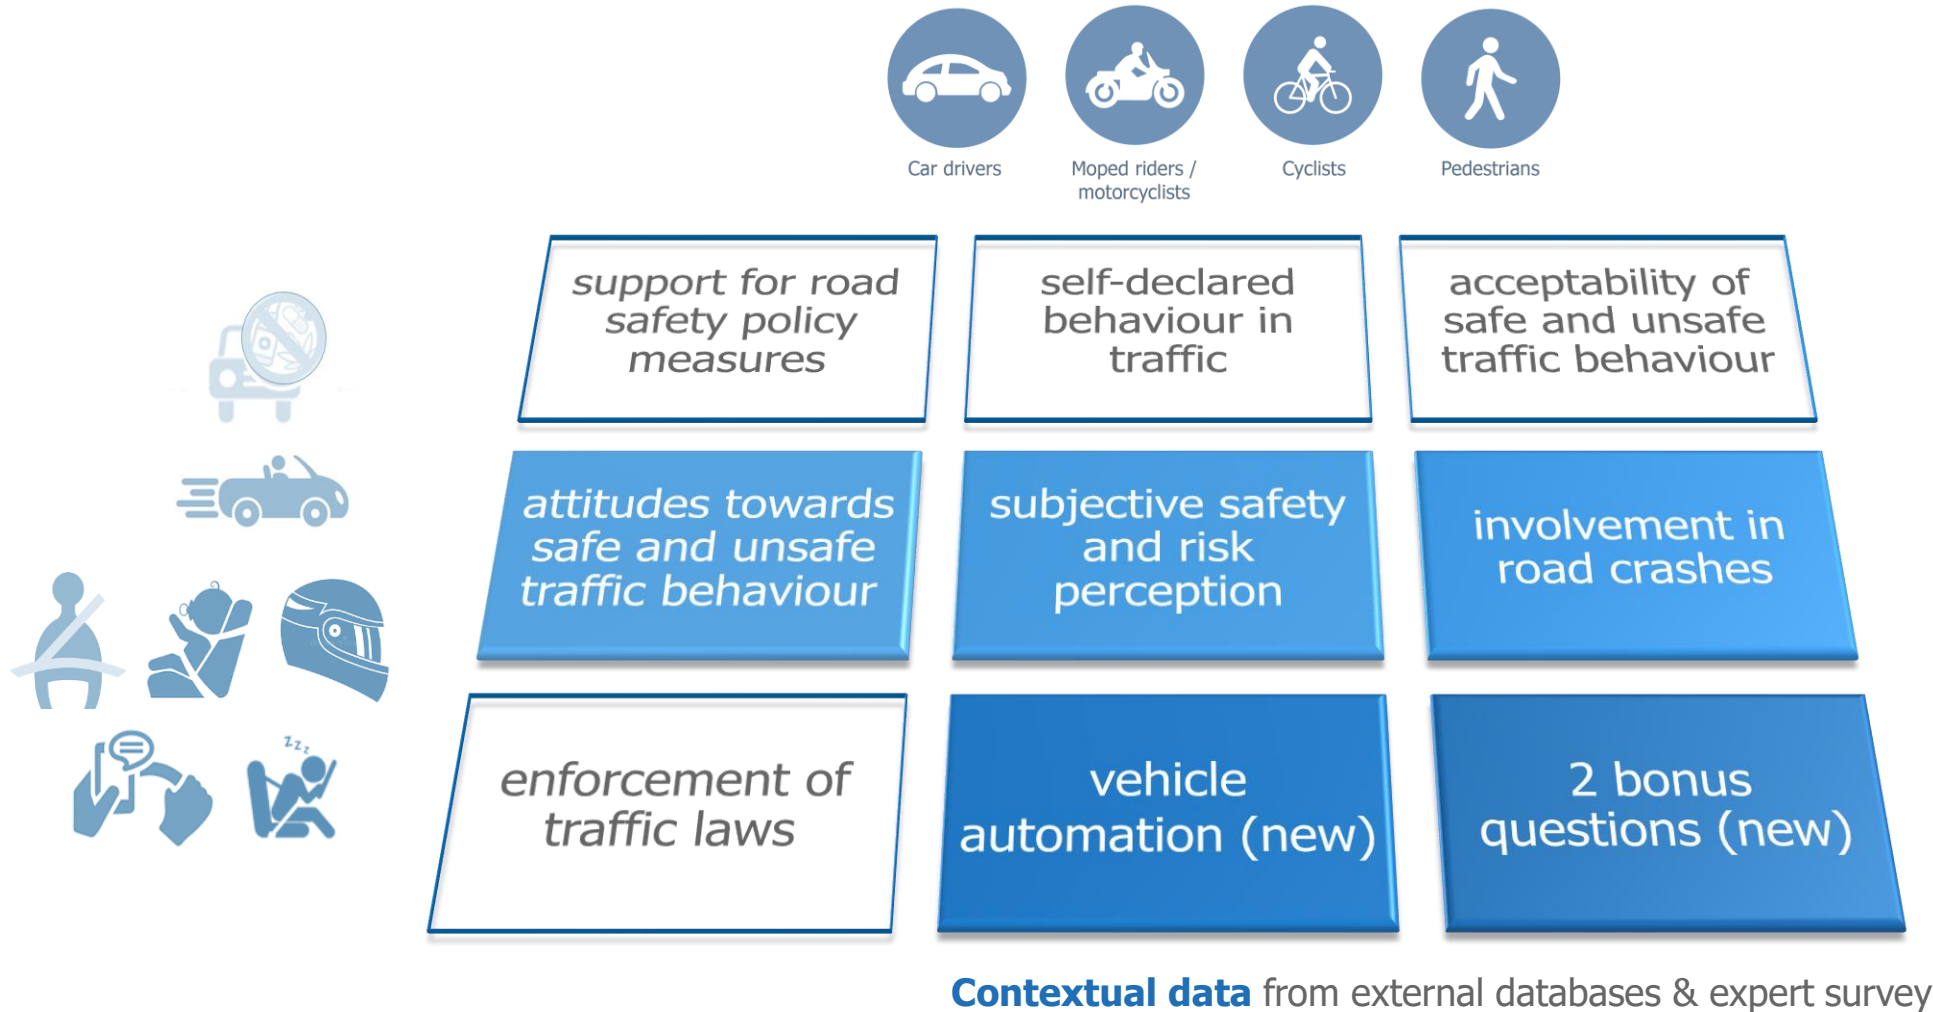 Car drivers
Moped riders /
motorcyclists
Cyclists
Pedestrians
support for road
safety policy
measures
self-declared
behaviour in
traffic
acceptability of
safe and unsafe
traffic behaviour
attitudes towards
safe and unsafe
traffic behaviour
subjective safety
and risk
perception
involvement in
road crashes
zzz
enforcement of
traffic laws
vehicle
automation (new)
2 bonus
questions (new)
Contextual data from external databases & expert survey